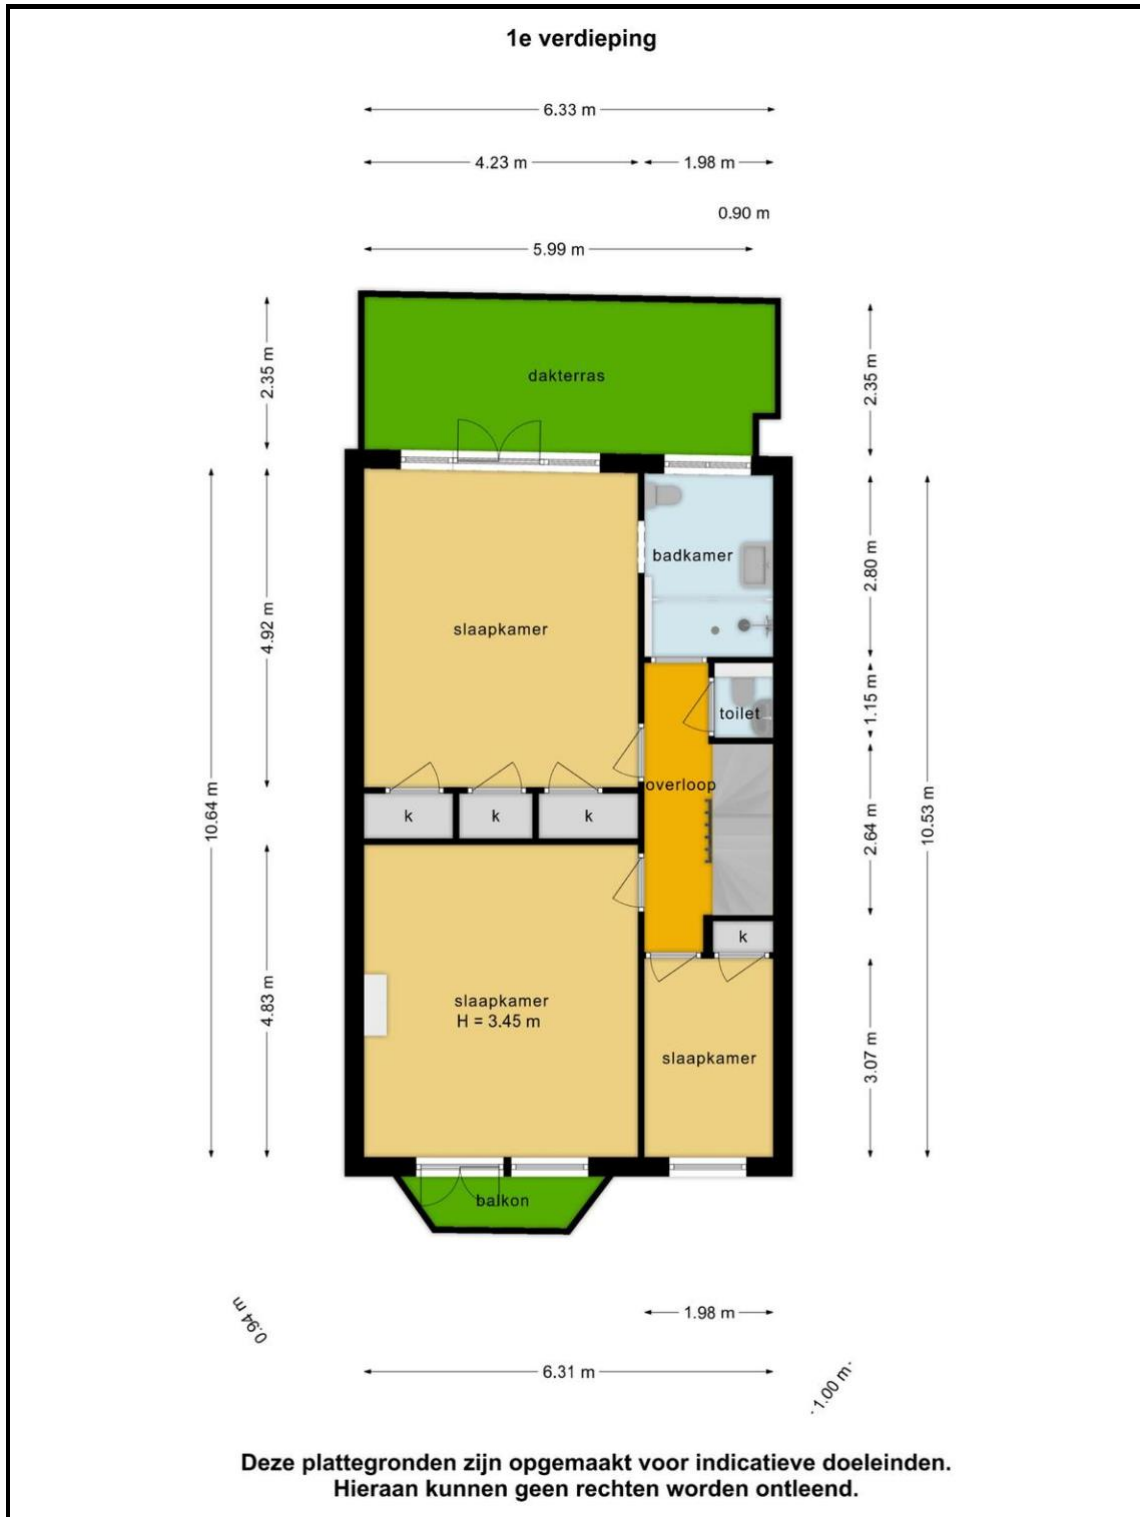 1e verdieping
6.33 m
4.23 m
1.98 m
0.90 m
5.99 m
2.35 m
2.35 m
dakterras
badkamer
2.80 m
slaapkamer
4.92 m
toilet
1.15 m
overloop
10.64 m
k
k
k
2.64 m
10.53 m
k
slaapkamer
H = 3.45 m
4.83 m
slaapkamer
3.07 m
balkon
0.94 m
1.98 m
6.31 m
1.00 m
Deze plattegronden zijn opgemaakt voor indicatieve doeleinden.
Hieraan kunnen geen rechten worden ontleend.